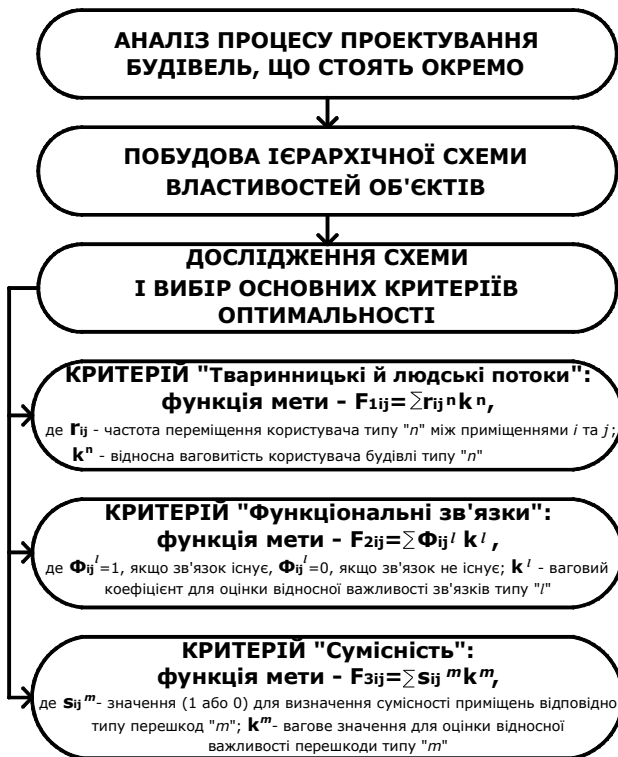 АНАЛІЗ ПРОЦЕСУ ПРОЕКТУВАННЯ
БУДІВЕЛЬ, ЩО СТОЯТЬ ОКРЕМО
ПОБУДОВА ІЄРАРХІЧНОЇ СХЕМИ
ВЛАСТИВОСТЕЙ ОБ'ЄКТІВ
ДОСЛІДЖЕННЯ СХЕМИ
І ВИБІР ОСНОВНИХ КРИТЕРІЇВ
ОПТИМАЛЬНОСТІ
КРИТЕРІЙ "Тваринницькі й людські потоки":
функція мети - F1ij=∑rijⁿkⁿ,
де rij - частота переміщення користувача типу "n" між приміщеннями i та j;
kⁿ - відносна ваговитість користувача будівлі типу "n"
КРИТЕРІЙ "Функціональні зв'язки":
функція мети - F2ij=∑Фijˡ kˡ,
де Фijˡ=1, якщо зв'язок існує, Фijˡ=0, якщо зв'язок не існує; kˡ - ваговий
коефіцієнт для оцінки відносної важливості зв'язків типу "l"
КРИТЕРІЙ "Сумісність":
функція мети - F3ij=∑sijᵐkᵐ,
де sijᵐ- значення (1 або 0) для визначення сумісності приміщень відповідно
типу перешкод "m"; kᵐ- вагове значення для оцінки відносної
важливості перешкоди типу "m"